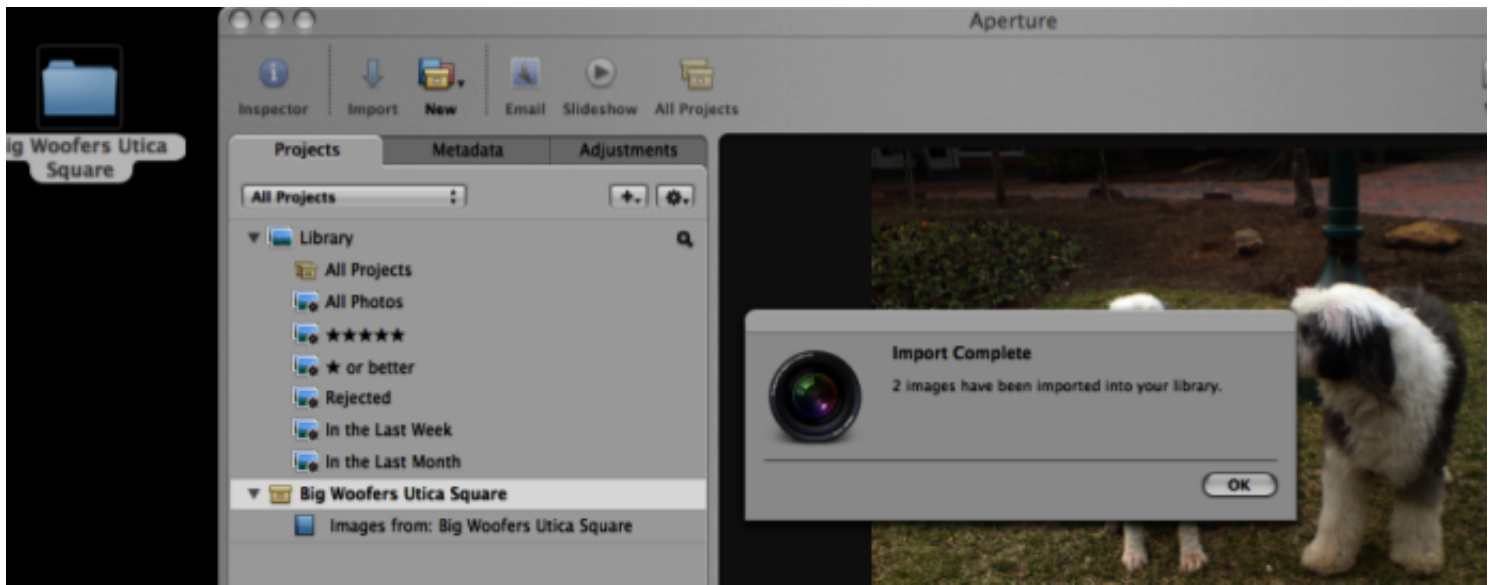 Aperture
ig Woofers Utica
Square
Inspector Import New Email Slideshow All Projects
Projects Metadata Adjustments
All Projects
Library
All Projects
All Photos
★★★★★
★ or better
Rejected
In the Last Week
In the Last Month
Big Woofers Utica Square
Images from: Big Woofers Utica Square
Import Complete
2 images have been imported into your library.
OK